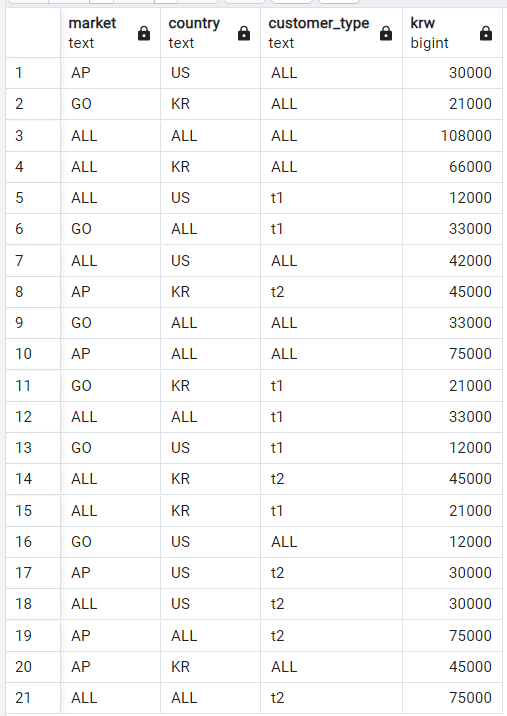 market country customer_type krw
text text text bigint
1 AP US ALL 30000
2 GO KR ALL 21000
3 ALL ALL ALL 108000
4 ALL KR ALL 66000
5 ALL US t1 12000
6 GO ALL t1 33000
7 ALL US ALL 42000
8 AP KR t2 45000
9 GO ALL ALL 33000
10 AP ALL ALL 75000
11 GO KR t1 21000
12 ALL ALL t1 33000
13 GO US t1 12000
14 ALL KR t2 45000
15 ALL KR t1 21000
16 GO US ALL 12000
17 AP US t2 30000
18 ALL US t2 30000
19 AP ALL t2 75000
20 AP KR ALL 45000
21 ALL ALL t2 75000